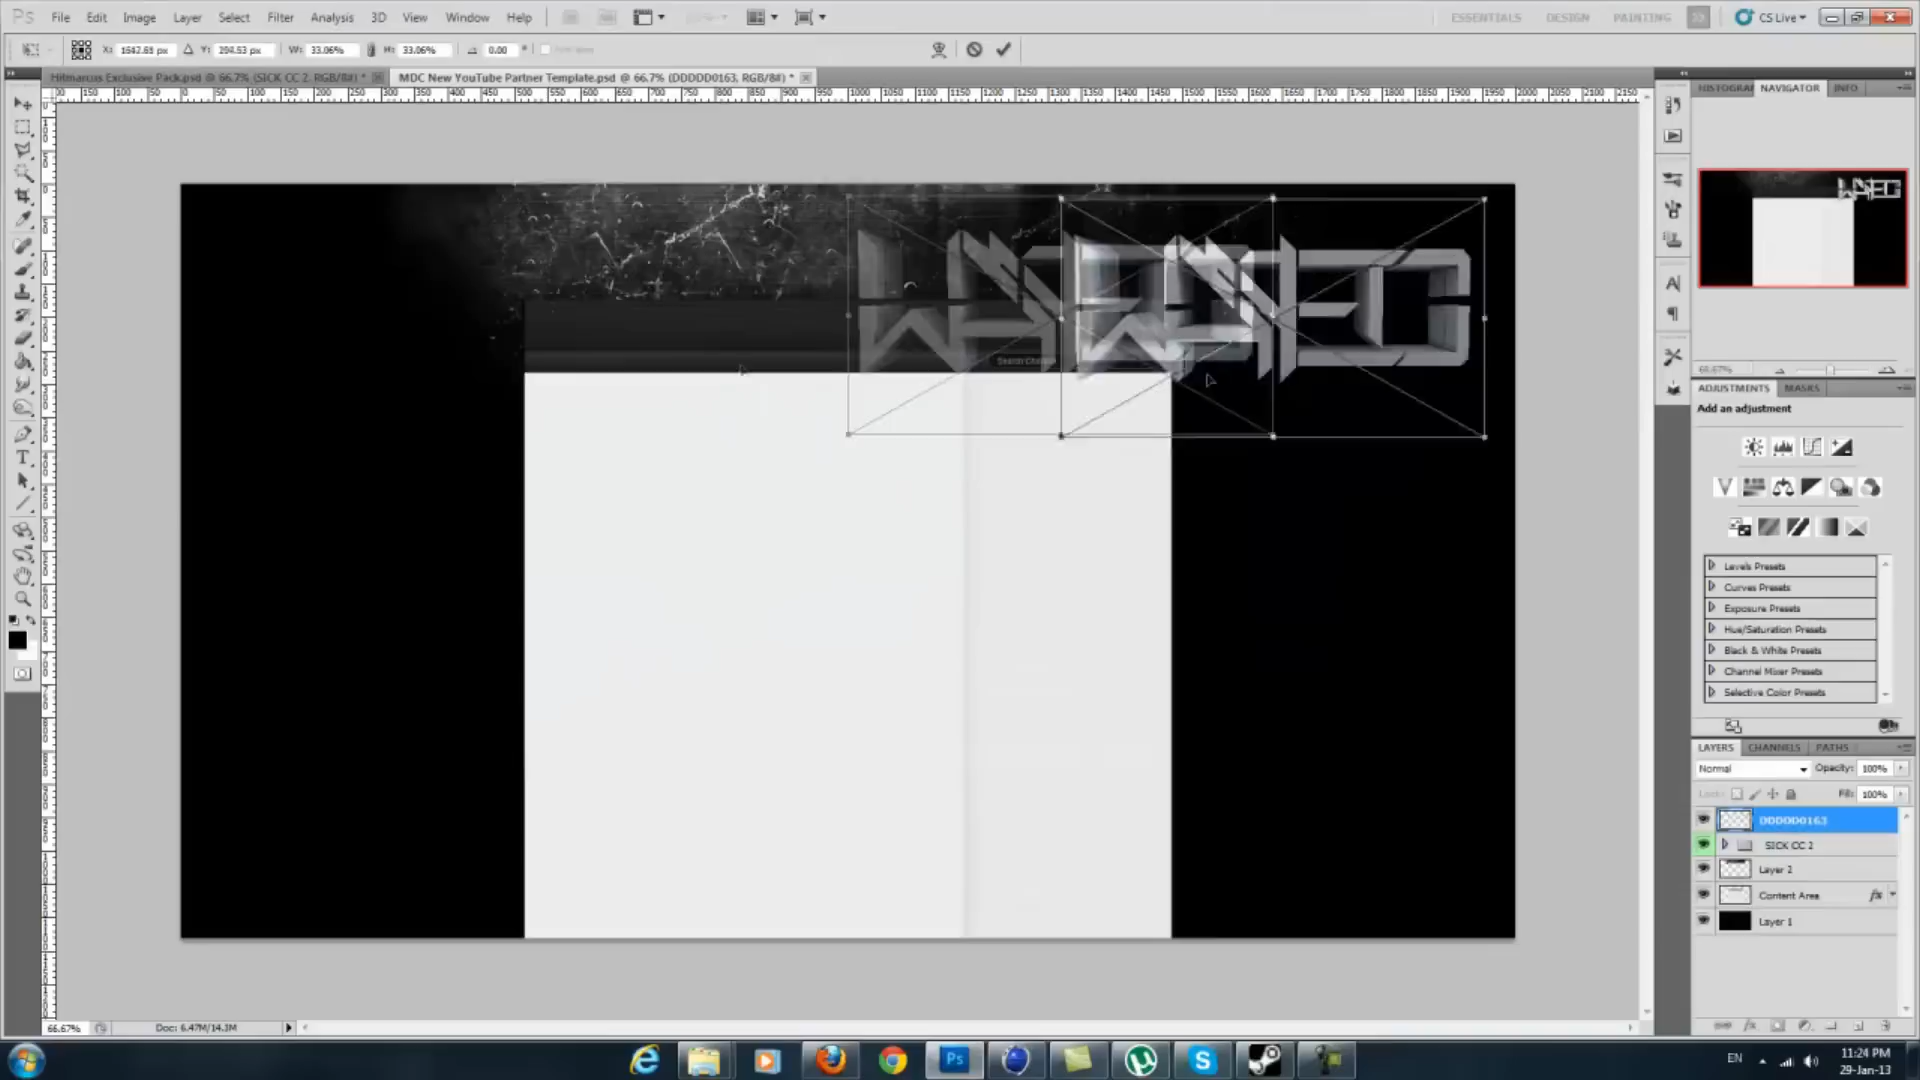 Ps File Edit Image Layer Select Filter Analysis 3D View Window Help
ESSENTIALS DESIGN PAINTING CS Live
X: 1642.63 px Y: 294.53 px W: 33.06% H: 33.06% 0.00 °
Hitmarcus Exclusive Pack.psd @ 66.7% (SICK CC 2, RGB/8#) *
MDC New YouTube Partner Template.psd @ 66.7% (DDDDD0163, RGB/8#) *
HISTOGRAM NAVIGATOR INFO
66.67%
ADJUSTMENTS MASKS
Add an adjustment
Levels Presets
Curves Presets
Exposure Presets
Hue/Saturation Presets
Black & White Presets
Channel Mixer Presets
Selective Color Presets
LAYERS CHANNELS PATHS
Normal Opacity: 100%
Lock: Fill: 100%
DDDDD0163
SICK CC 2
Layer 2
Content Area fx
Layer 1
66.67% Doc: 6.47M/14.3M
EN 11:24 PM
29-Jan-13